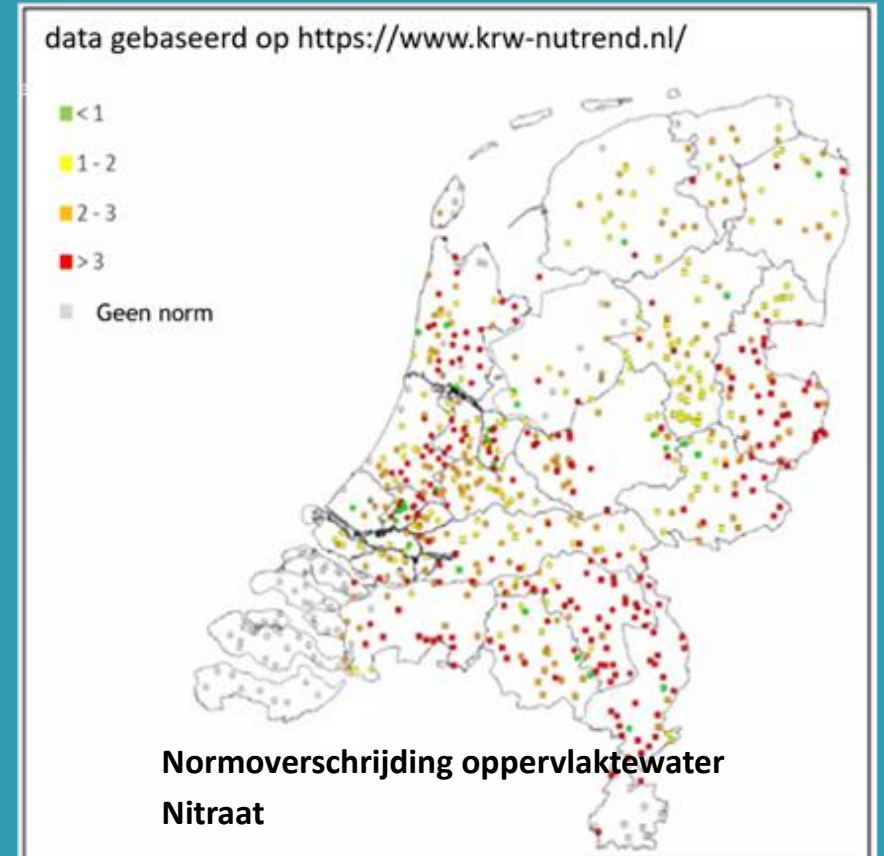 data gebaseerd op https://www.krw-nutrend.nl/
< 1
1 - 2
2 - 3
> 3
Geen norm
Normoverschrijding oppervlaktewater
Nitraat